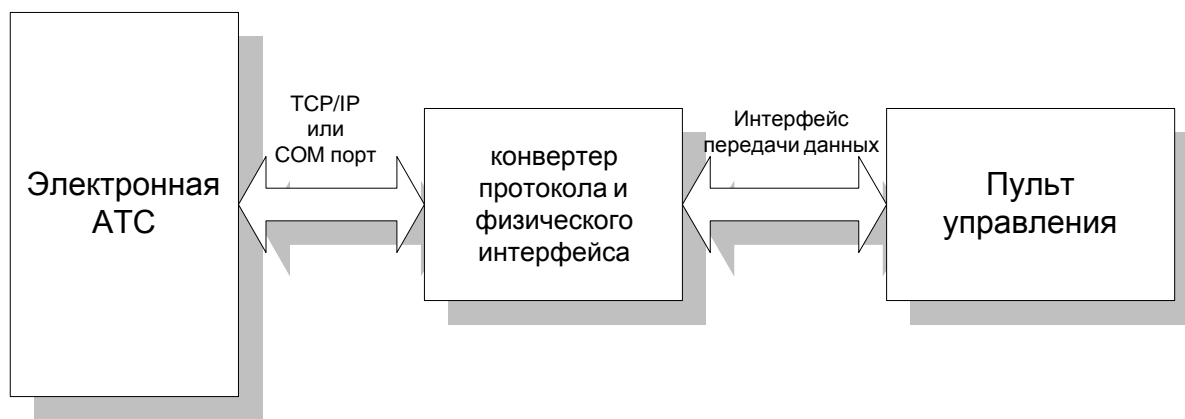 Электронная
АТС
TCP/IP
или
COM порт
конвертер
протокола и
физического
интерфейса
Интерфейс
передачи данных
Пульт
управления